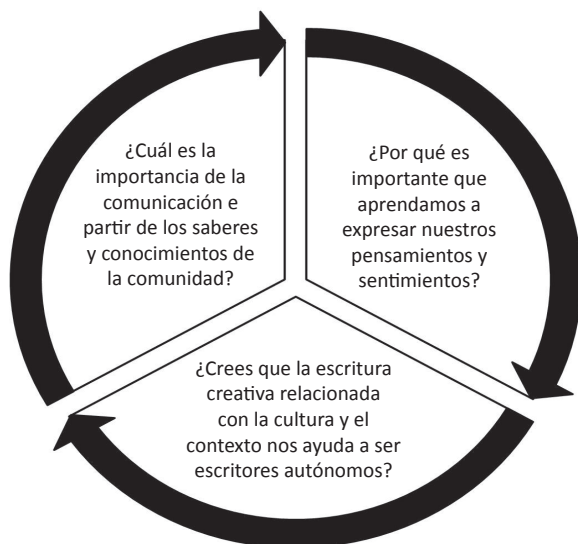 ¿Cuál es la
importancia de la
comunicación e
partir de los saberes
y conocimientos de
la comunidad?
¿Por qué es
importante que
aprendamos a
expresar nuestros
pensamientos y
sentimientos?
¿Crees que la escritura
creativa relacionada
con la cultura y el
contexto nos ayuda a ser
escritores autónomos?